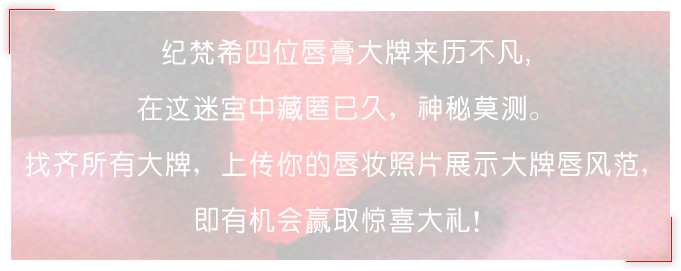 纪梵希四位唇膏大牌来历不凡,
在这迷宫中藏匿已久，神秘莫测。
找齐所有大牌，上传你的唇妆照片展示大牌唇风范,
即有机会赢取惊喜大礼!